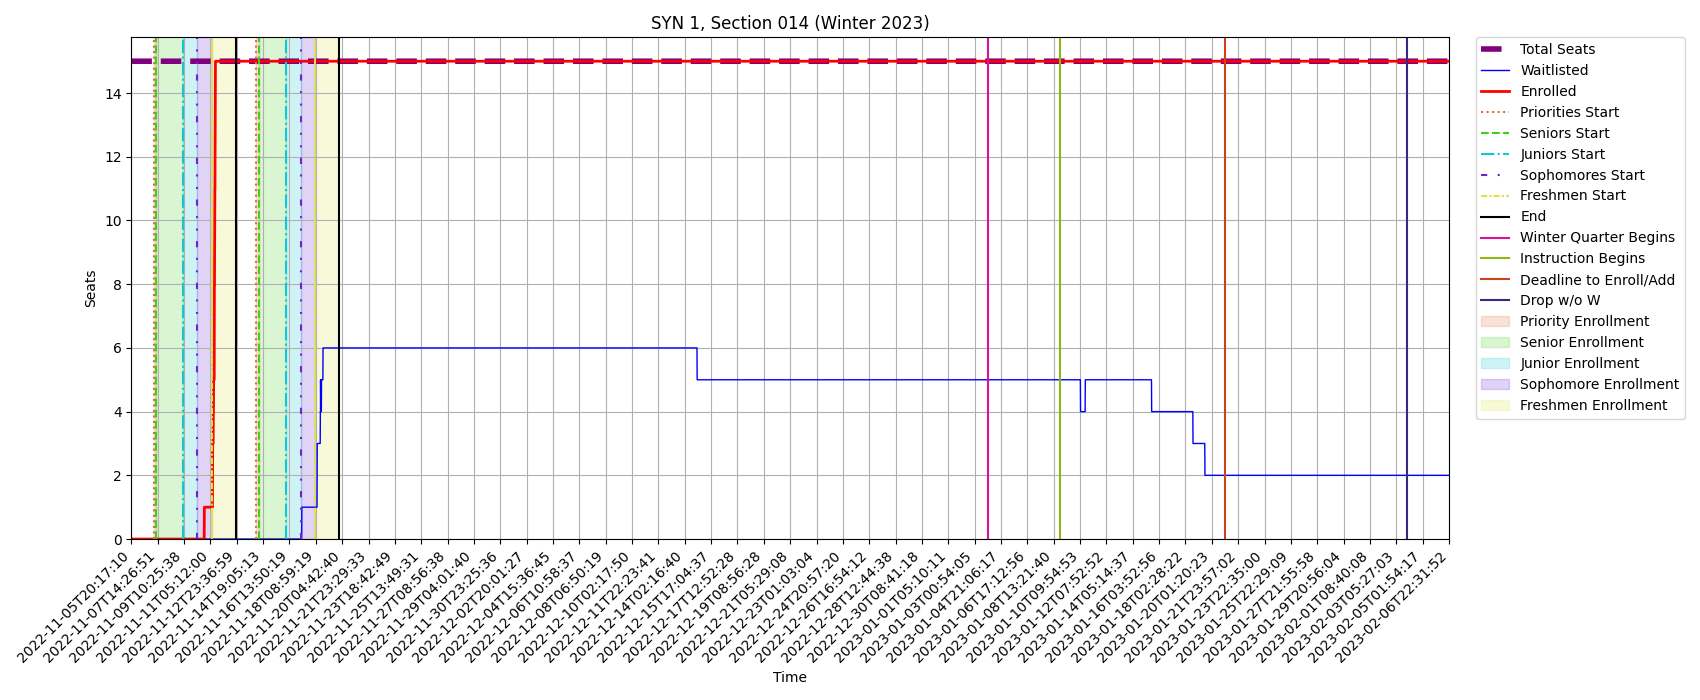 SYN 1, Section 014 (Winter 2023)
Seats
14
12
10
8
6
4
2
0
2022-11-05T20:17:10
2022-11-07T14:26:51
2022-11-09T10:25:38
2022-11-11T05:12:00
2022-11-12T23:36:59
2022-11-14T19:05:13
2022-11-16T13:50:19
2022-11-18T08:59:19
2022-11-20T04:42:40
2022-11-21T23:29:33
2022-11-23T18:42:49
2022-11-25T13:49:31
2022-11-27T08:56:38
2022-11-29T04:01:40
2022-11-30T23:25:36
2022-12-02T20:01:27
2022-12-04T15:36:45
2022-12-06T10:58:37
2022-12-08T06:50:19
2022-12-10T02:17:50
2022-12-11T22:23:41
2022-12-14T02:16:40
2022-12-15T17:04:37
2022-12-17T12:52:28
2022-12-19T08:56:28
2022-12-21T05:29:08
2022-12-23T01:03:04
2022-12-24T20:57:20
2022-12-26T16:54:12
2022-12-28T12:44:38
2022-12-30T08:41:18
2023-01-01T05:10:11
2023-01-03T00:54:05
2023-01-04T21:06:17
2023-01-06T17:12:56
2023-01-08T13:21:40
2023-01-10T09:54:53
2023-01-12T07:52:52
2023-01-14T05:14:37
2023-01-16T03:52:56
2023-01-18T02:28:22
2023-01-20T01:20:23
2023-01-21T23:57:02
2023-01-23T22:35:00
2023-01-25T22:29:09
2023-01-27T21:55:58
2023-01-29T20:56:04
2023-02-01T08:40:08
2023-02-03T05:27:03
2023-02-05T01:54:17
2023-02-06T22:31:52
Time
Total Seats
Waitlisted
Enrolled
Priorities Start
Seniors Start
Juniors Start
Sophomores Start
Freshmen Start
End
Winter Quarter Begins
Instruction Begins
Deadline to Enroll/Add
Drop w/o W
Priority Enrollment
Senior Enrollment
Junior Enrollment
Sophomore Enrollment
Freshmen Enrollment